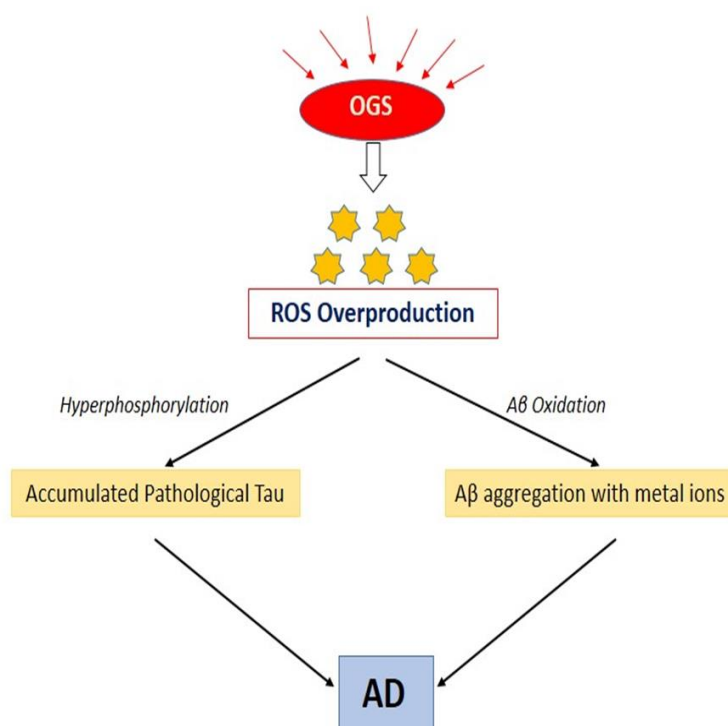 OGS
ROS Overproduction
Hyperphosphorylation
Aβ Oxidation
Accumulated Pathological Tau
Aβ aggregation with metal ions
AD